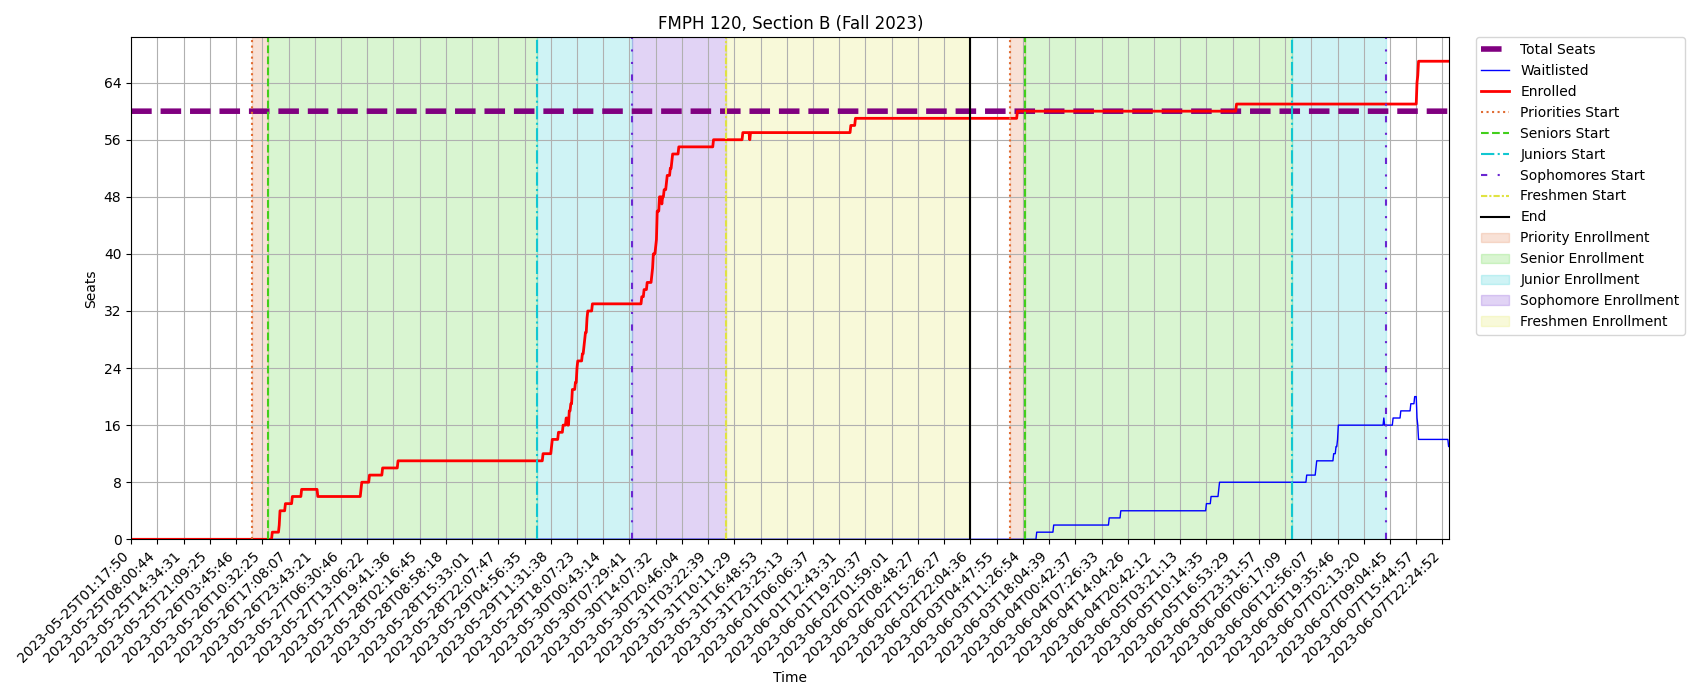 FMPH 120, Section B (Fall 2023)
Total Seats
Waitlisted
Enrolled
Priorities Start
Seniors Start
Juniors Start
Sophomores Start
Freshmen Start
End
Priority Enrollment
Senior Enrollment
Junior Enrollment
Sophomore Enrollment
Freshmen Enrollment
Seats
64
56
48
40
32
24
16
8
0
2023-05-25T01:17:50
2023-05-25T08:00:44
2023-05-25T14:34:31
2023-05-25T21:09:25
2023-05-26T03:45:46
2023-05-26T10:32:25
2023-05-26T17:08:07
2023-05-26T23:43:21
2023-05-27T06:30:46
2023-05-27T13:06:22
2023-05-27T19:41:36
2023-05-28T02:16:45
2023-05-28T08:58:18
2023-05-28T15:33:01
2023-05-28T22:07:47
2023-05-29T04:56:35
2023-05-29T11:31:38
2023-05-29T18:07:23
2023-05-30T00:43:14
2023-05-30T07:29:41
2023-05-30T14:07:32
2023-05-30T20:46:04
2023-05-31T03:22:39
2023-05-31T10:11:29
2023-05-31T16:48:53
2023-05-31T23:25:13
2023-06-01T06:06:37
2023-06-01T12:43:31
2023-06-01T19:20:37
2023-06-02T01:59:01
2023-06-02T08:48:27
2023-06-02T15:26:27
2023-06-02T22:04:36
2023-06-03T04:47:55
2023-06-03T11:26:54
2023-06-03T18:04:39
2023-06-04T00:42:37
2023-06-04T07:26:33
2023-06-04T14:04:26
2023-06-04T20:42:12
2023-06-05T03:21:13
2023-06-05T10:14:35
2023-06-05T16:53:29
2023-06-05T23:31:57
2023-06-06T06:17:09
2023-06-06T12:56:07
2023-06-06T19:35:46
2023-06-07T02:13:20
2023-06-07T09:04:45
2023-06-07T15:44:57
2023-06-07T22:24:52
Time